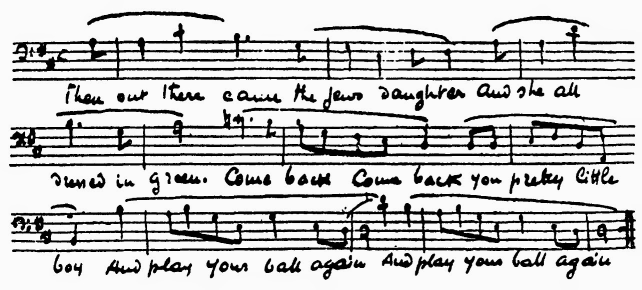 Then out there came the Jews daughter and she all
dressed in green. Come back Come back you pretty little
boy And play your ball again And play your ball again